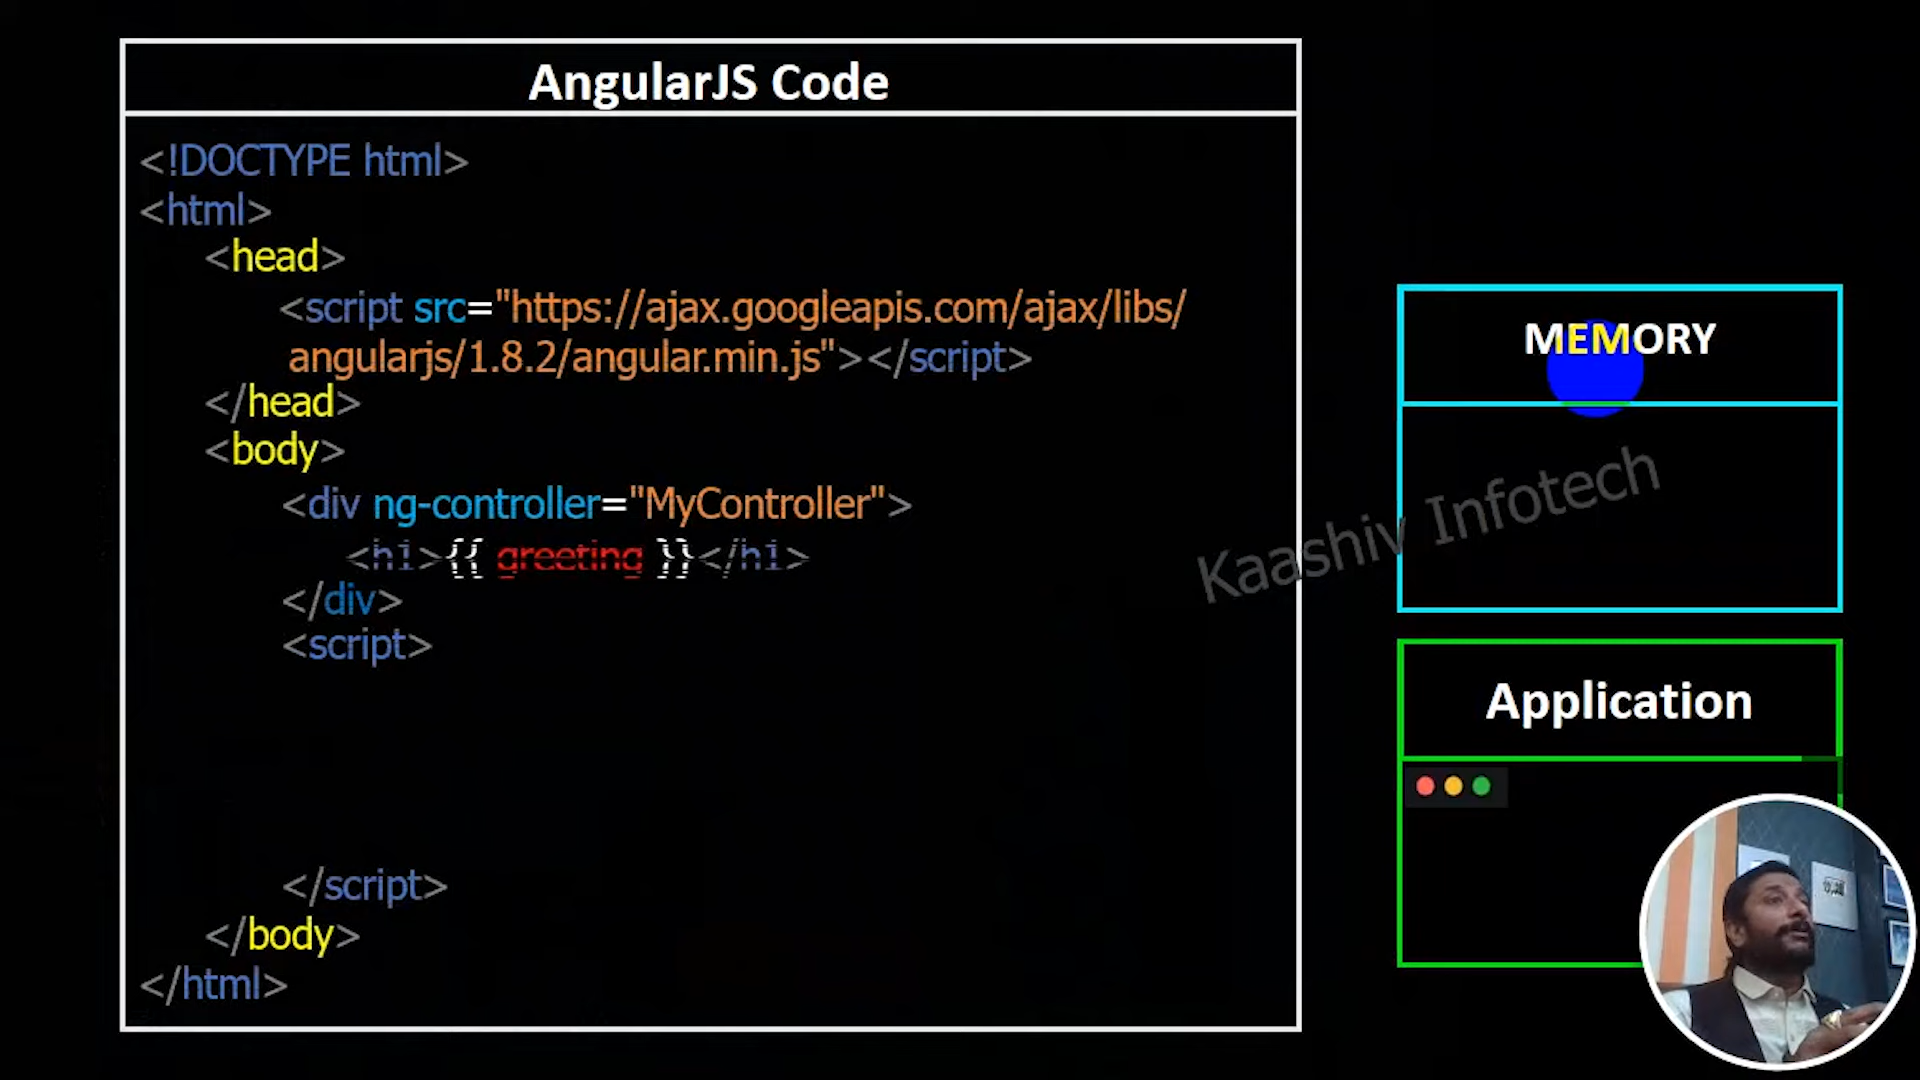 AngularJS Code
<!DOCTYPE html>
<html>
<head>
<script src="https://ajax.googleapis.com/ajax/libs/
angularjs/1.8.2/angular.min.js"></script>
</head>
<body>
<div ng-controller="MyController">
<h1>{{ greeting }}</h1>
</div>
<script>
</script>
</body>
</html>
MEMORY
Kaashiv Infotech
Application